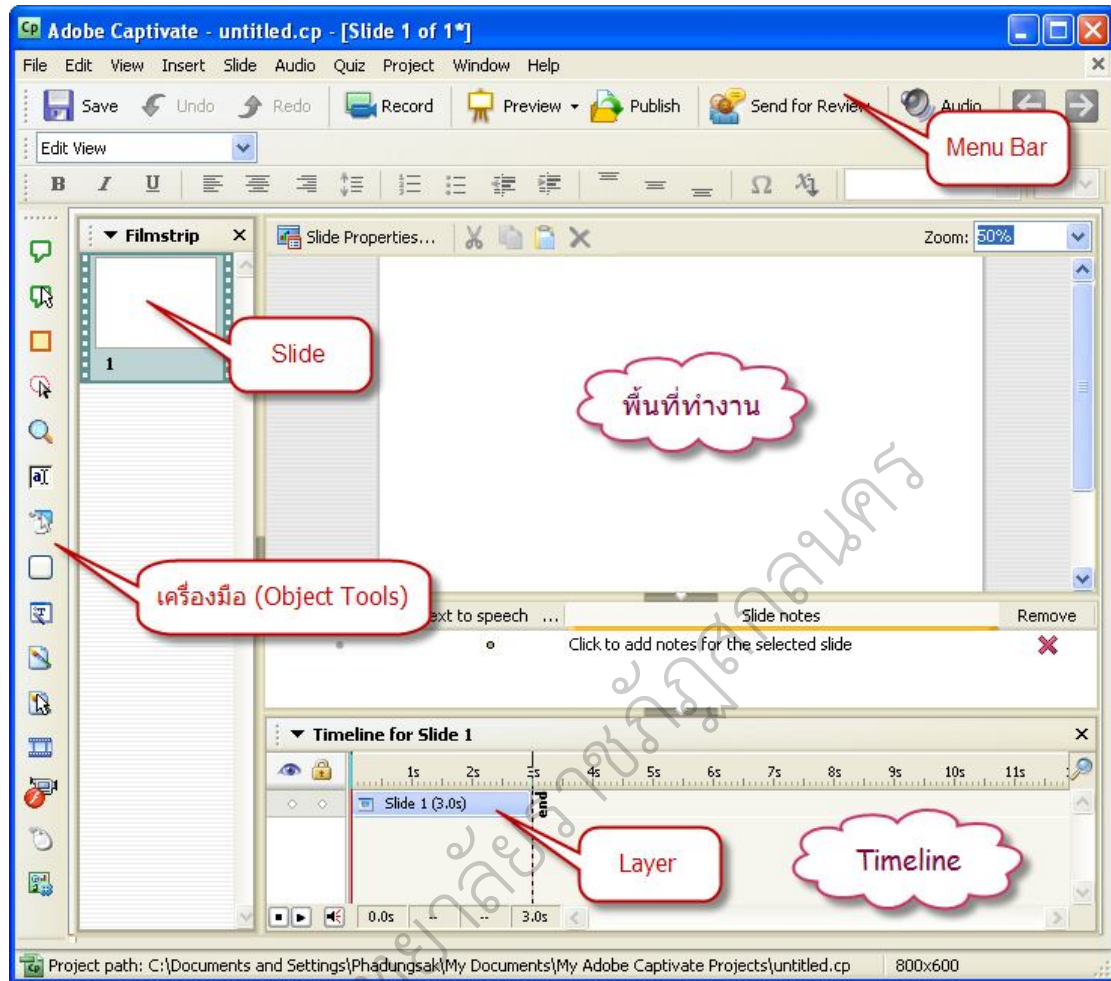 Adobe Captivate - untitled.cp - [Slide 1 of 1*]
File Edit View Insert Slide Audio Quiz Project Window Help
Save Undo Redo Record Preview Publish Send for Review Audio
Menu Bar
Edit View
B I U
Filmstrip
Slide Properties...
Zoom: 50%
1
Slide
พื้นที่ทำงาน
เครื่องมือ (Object Tools)
ext to speech ... Slide notes Remove
Click to add notes for the selected slide
Timeline for Slide 1
1s 2s 3s 4s 5s 6s 7s 8s 9s 10s 11s
Slide 1 (3.0s)
end
Layer
Timeline
0.0s -- -- 3.0s
Project path: C:\Documents and Settings\Phadungsak\My Documents\My Adobe Captivate Projects\untitled.cp 800x600